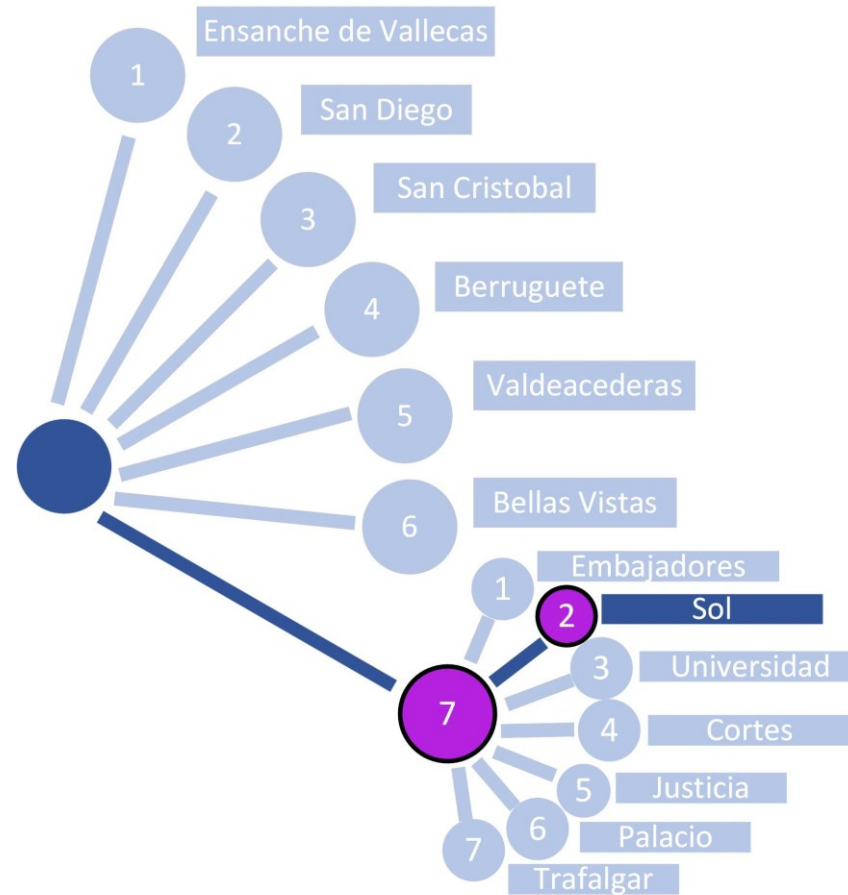 1 Ensanche de Vallecas
2 San Diego
3 San Cristobal
4 Berruguete
5 Valdeacederas
6 Bellas Vistas
7
1 Embajadores
2 Sol
3 Universidad
4 Cortes
5 Justicia
6 Palacio
7 Trafalgar